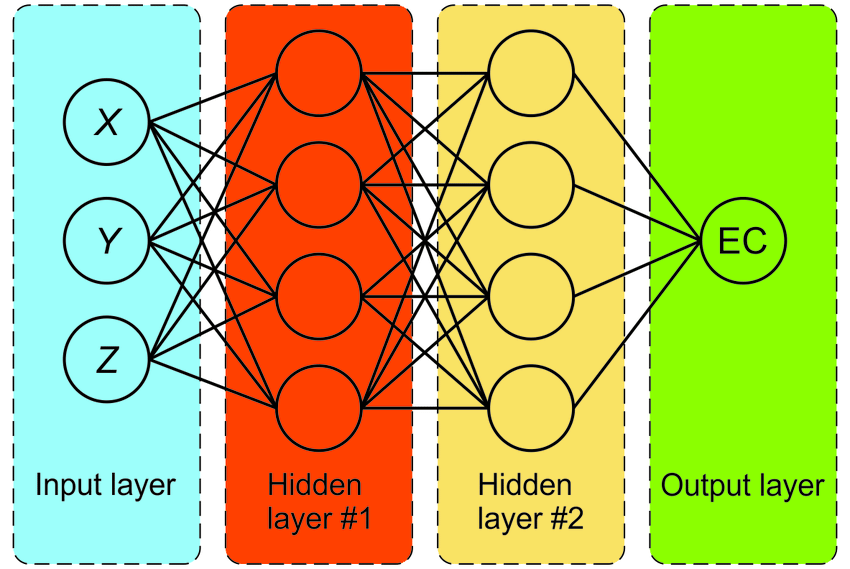 X
Y
Z
EC
Input layer
Hidden
layer #1
Hidden
layer #2
Output layer